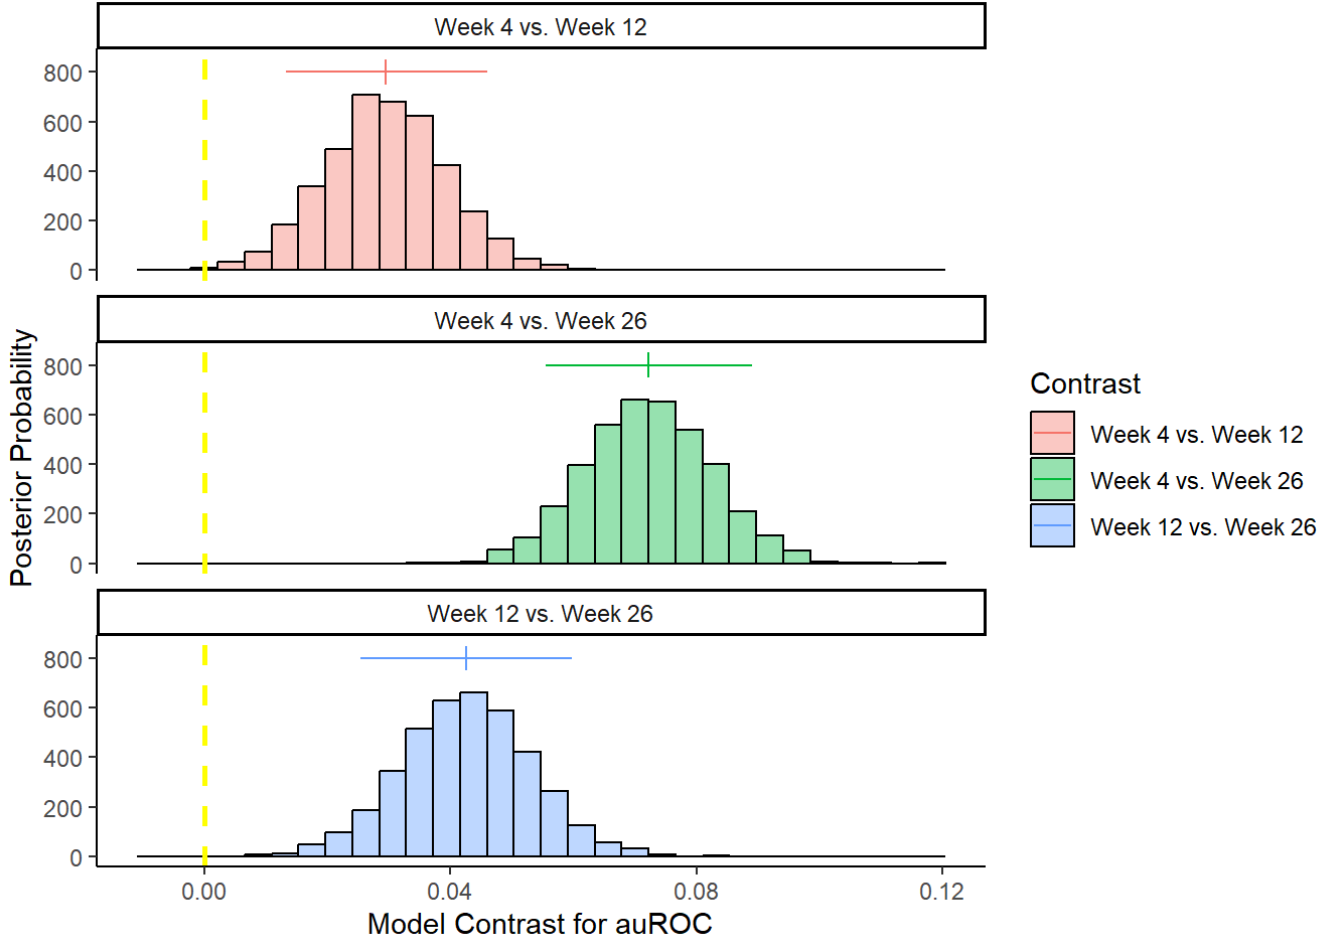 Week 4 vs. Week 12
800
600
400
200
0
Week 4 vs. Week 26
800
600
400
200
0
Week 12 vs. Week 26
800
600
400
200
0
0.00 0.04 0.08 0.12
Model Contrast for auROC
Posterior Probability
Contrast
Week 4 vs. Week 12
Week 4 vs. Week 26
Week 12 vs. Week 26